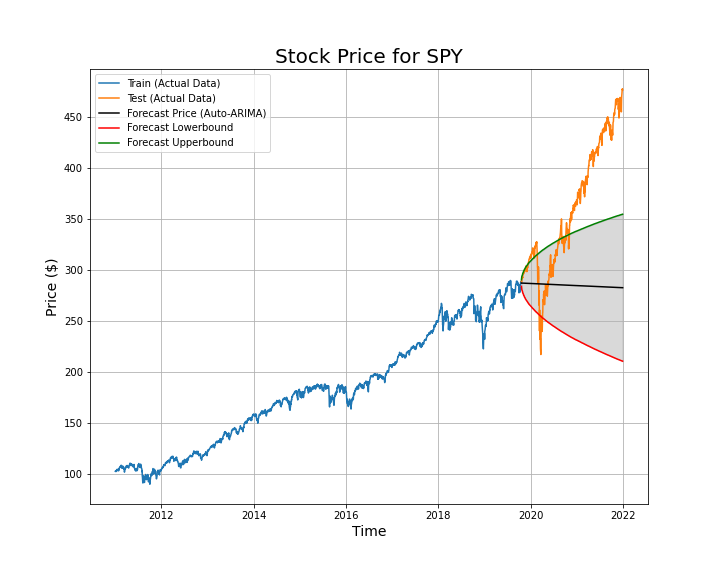 Stock Price for SPY
Train (Actual Data)
Test (Actual Data)
Forecast Price (Auto-ARIMA)
Forecast Lowerbound
Forecast Upperbound
Price ($)
450
400
350
300
250
200
150
100
2012
2014
2016
2018
2020
2022
Time